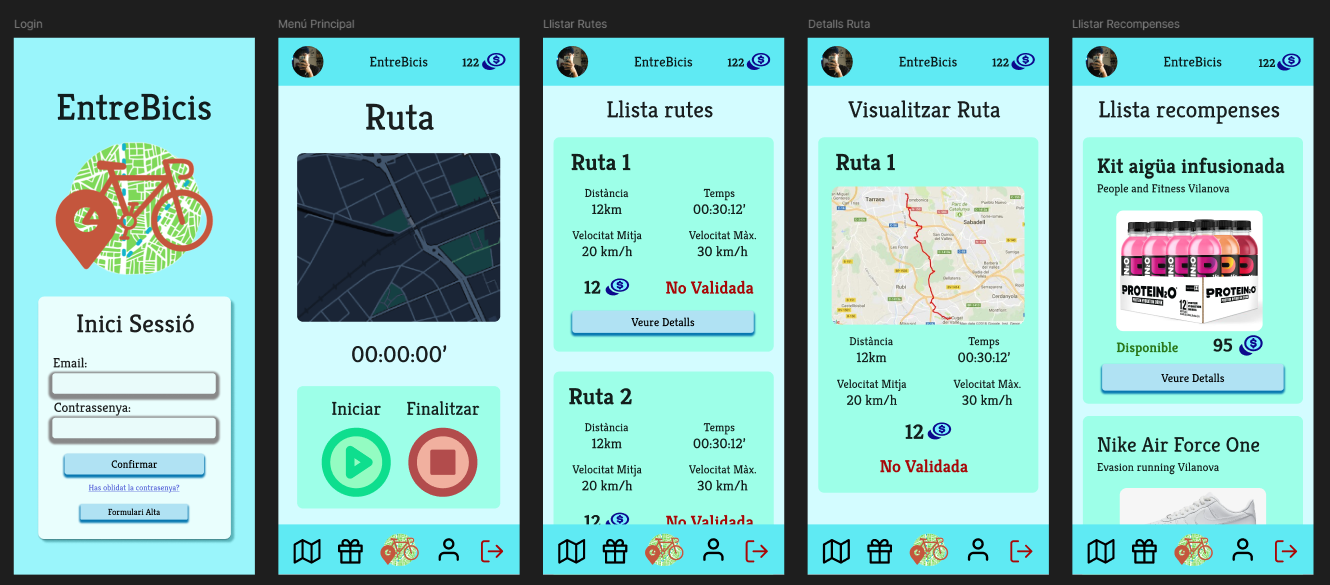 Login
EntreBicis
Inici Sessió
Email:
Contrassenya:
Confirmar
Has oblidat la contrasenya?
Formulari Alta
Menú Principal
EntreBicis
122
Ruta
00:00:00’
Iniciar
Finalitzar
Llistar Rutes
EntreBicis
122
Llista rutes
Ruta 1
Distància
Temps
12km
00:30:12’
Velocitat Mitja
Velocitat Màx.
20 km/h
30 km/h
12
No Validada
Veure Detalls
Ruta 2
Distància
Temps
12km
00:30:12’
Velocitat Mitja
Velocitat Màx.
20 km/h
30 km/h
12
No Validada
Detalls Ruta
EntreBicis
122
Visualitzar Ruta
Ruta 1
Tarrasa
Sabadell
Rubí
Cerdanyola
Distància
Temps
12km
00:30:12’
Velocitat Mitja
Velocitat Màx.
20 km/h
30 km/h
12
No Validada
Llistar Recompenses
EntreBicis
122
Llista recompenses
Kit aigüa infusionada
People and Fitness Vilanova
PROTEIN2O
PROTEIN2O
12
Disponible
95
Veure Detalls
Nike Air Force One
Evasion running Vilanova